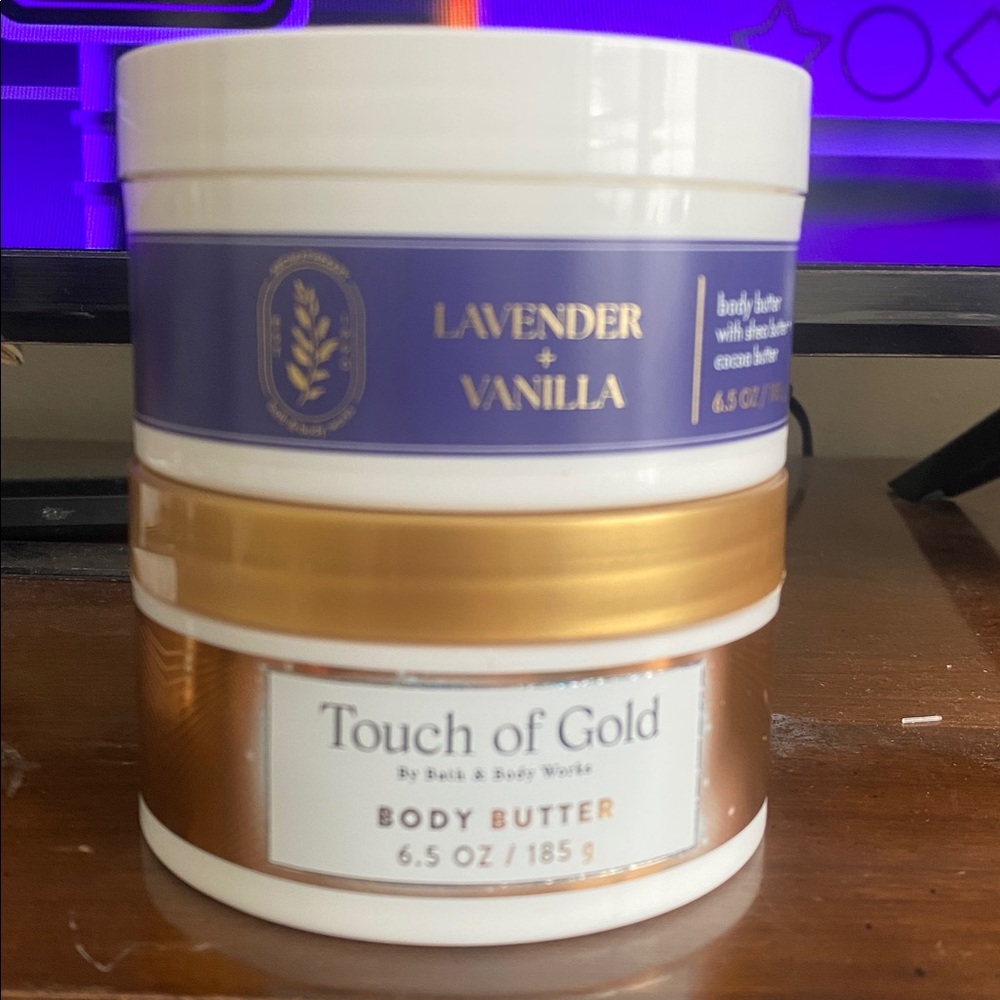 LAVENDER
+
VANILLA
body butter
with shea butter
cocoa butter
6.5 OZ /
Touch of Gold
By Bath & Body Works
BODY BUTTER
6.5 OZ / 185 g